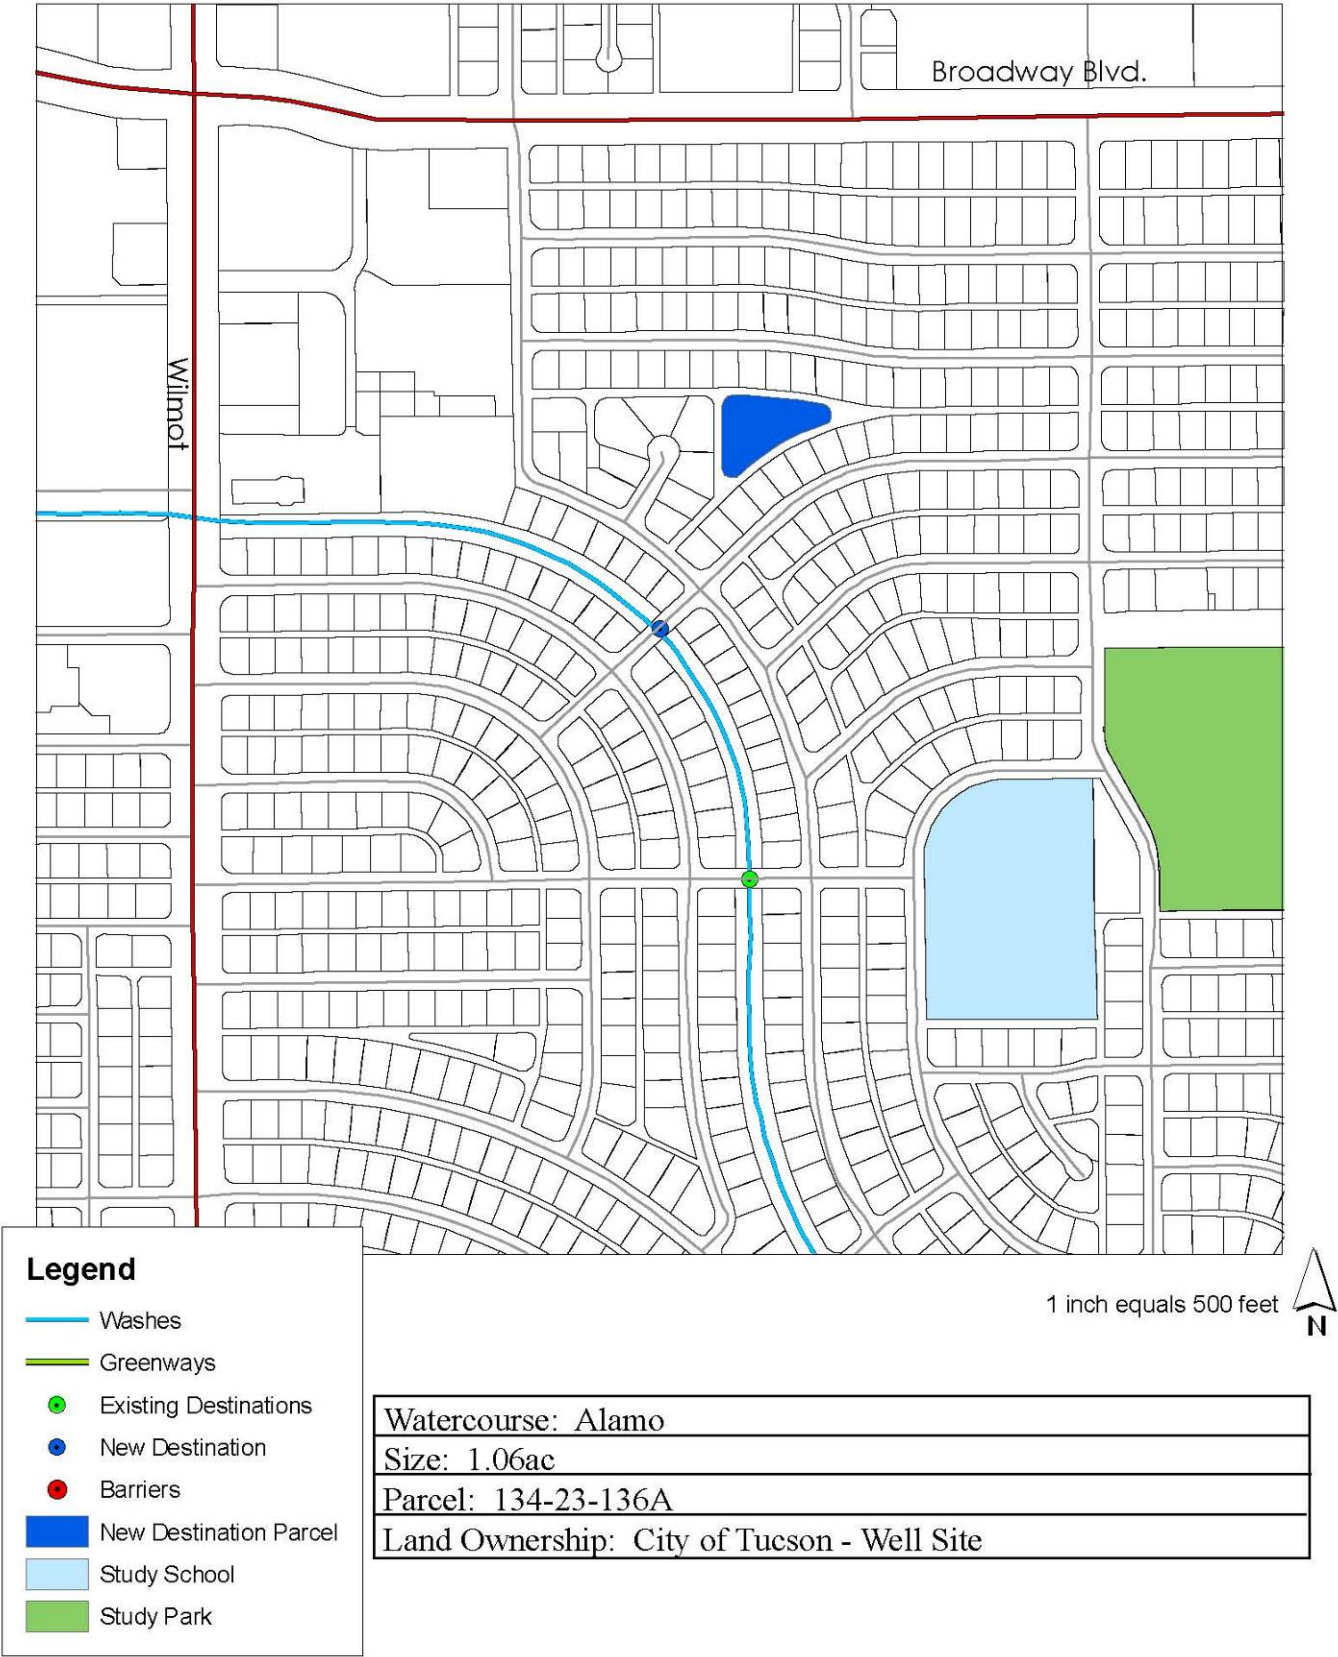 Broadway Blvd.
Wilmot
Legend
Washes
Greenways
Existing Destinations
New Destination
Barriers
New Destination Parcel
Study School
Study Park
1 inch equals 500 feet
N
Watercourse: Alamo
Size: 1.06ac
Parcel: 134-23-136A
Land Ownership: City of Tucson - Well Site